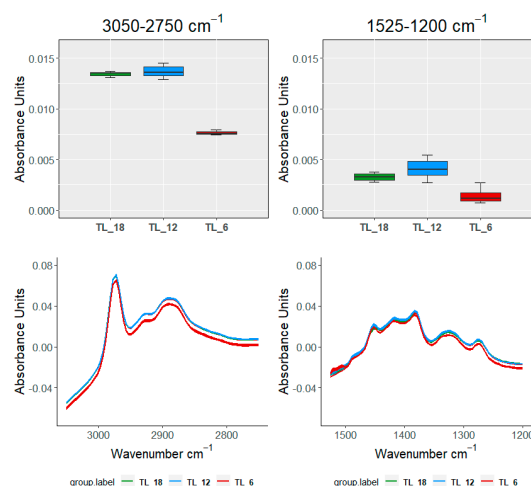 3050-2750 cm⁻¹
Absorbance Units
0.015
0.010
0.005
0.000
TL_18 TL_12 TL_6
1525-1200 cm⁻¹
Absorbance Units
0.015
0.010
0.005
0.000
TL_18 TL_12 TL_6
Absorbance Units
0.08
0.04
0.00
-0.04
3000 2900 2800
Wavenumber cm⁻¹
group.label TL 18 TL 12 TL 6
Absorbance Units
0.08
0.04
0.00
-0.04
1500 1400 1300 1200
Wavenumber cm⁻¹
group.label TL 18 TL 12 TL 6